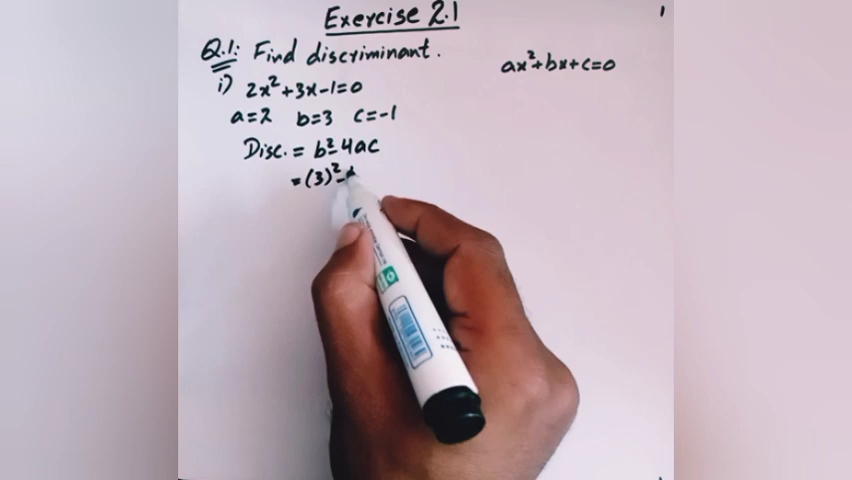 Exercise 2.1
Q.1: Find discriminant.
ax²+bx+c=0
i) 2x²+3x-1=0
a=2 b=3 c=-1
Disc. = b²-4ac
= (3)²-